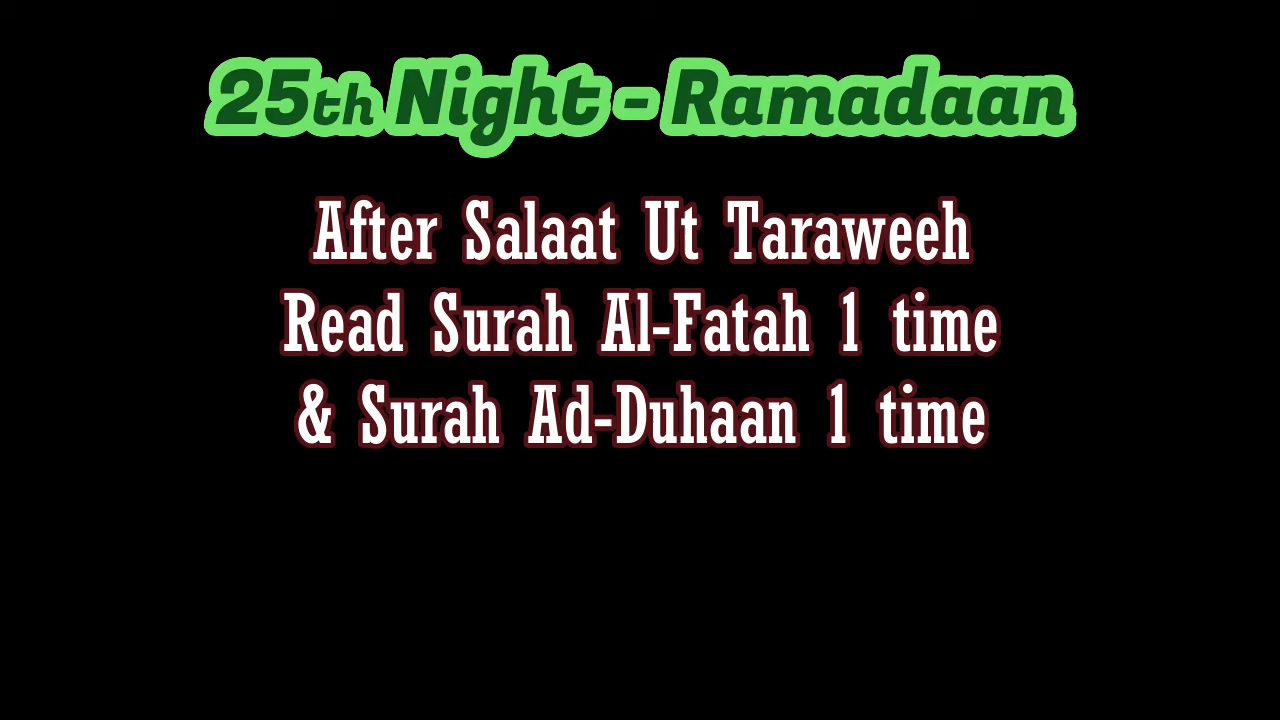 25th Night - Ramadaan
After Salaat Ut Taraweeh
Read Surah Al-Fatah 1 time
& Surah Ad-Duhaan 1 time